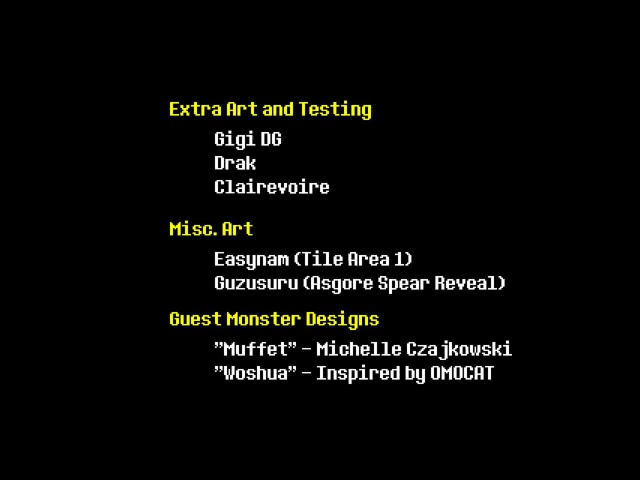 Extra Art and Testing
Gigi DG
Drak
Clairevoire
Misc. Art
Easynam (Tile Area 1)
Guzusuru (Asgore Spear Reveal)
Guest Monster Designs
”Muffet” - Michelle Czajkowski
”Woshua” - Inspired by OMOCAT